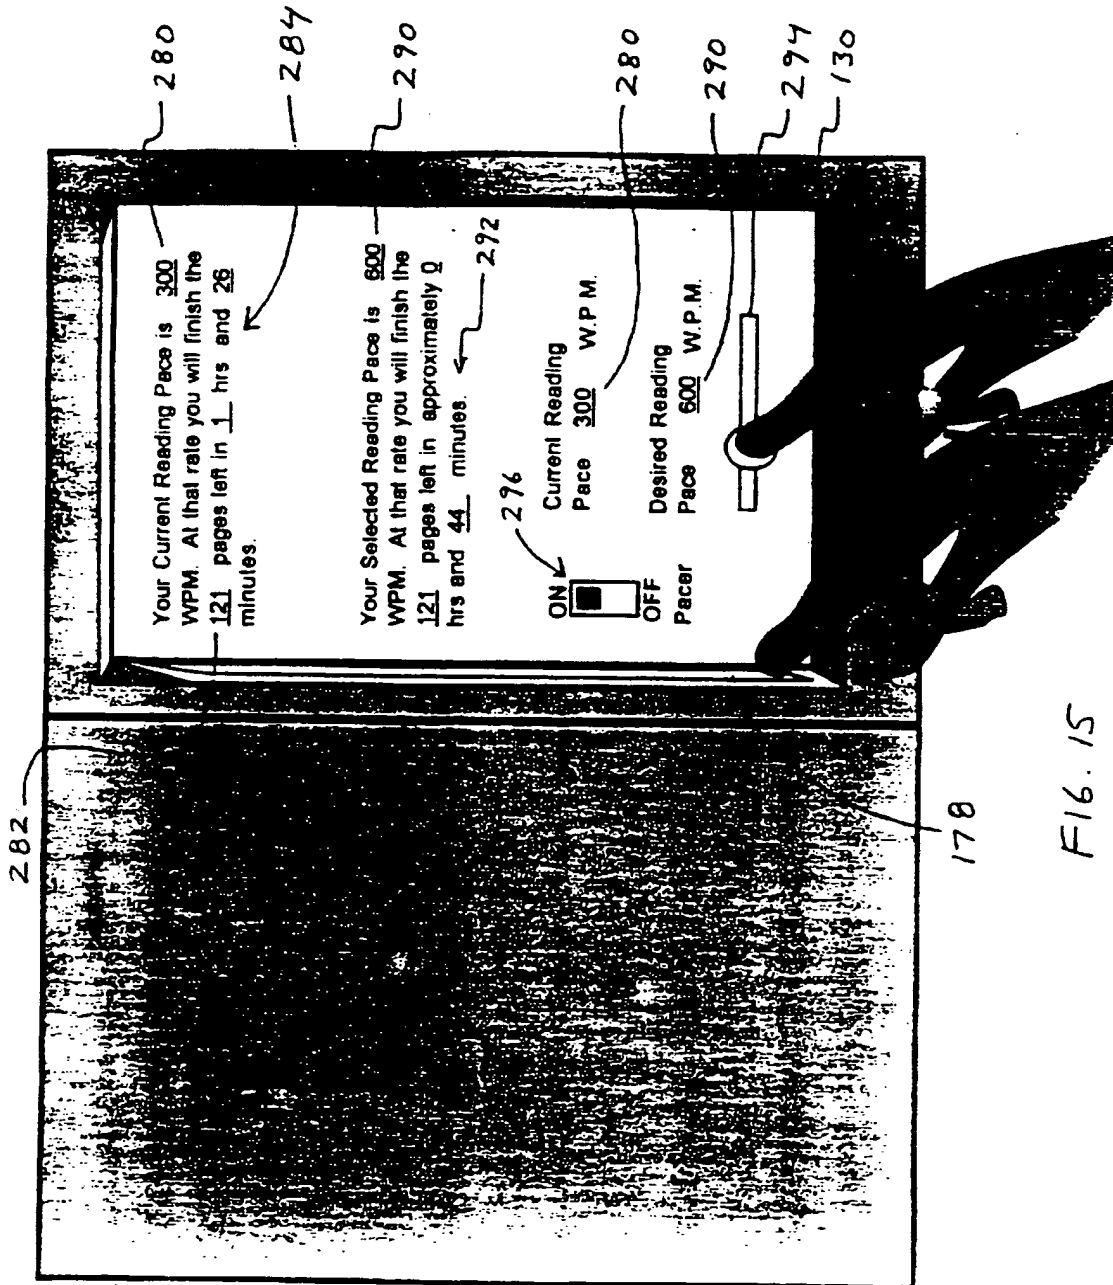 282
280
284
290
280
290
294
130
Your Current Reading Pace is 300
WPM. At that rate you will finish the
121 pages left in 1 hrs and 26
minutes.
Your Selected Reading Pace is 600
WPM. At that rate you will finish the
121 pages left in approximately 0
hrs and 44 minutes.
292
296
ON
OFF
Pacer
Current Reading
Pace 300 W.P.M.
Desired Reading
Pace 600 W.P.M.
178
FIG. 15